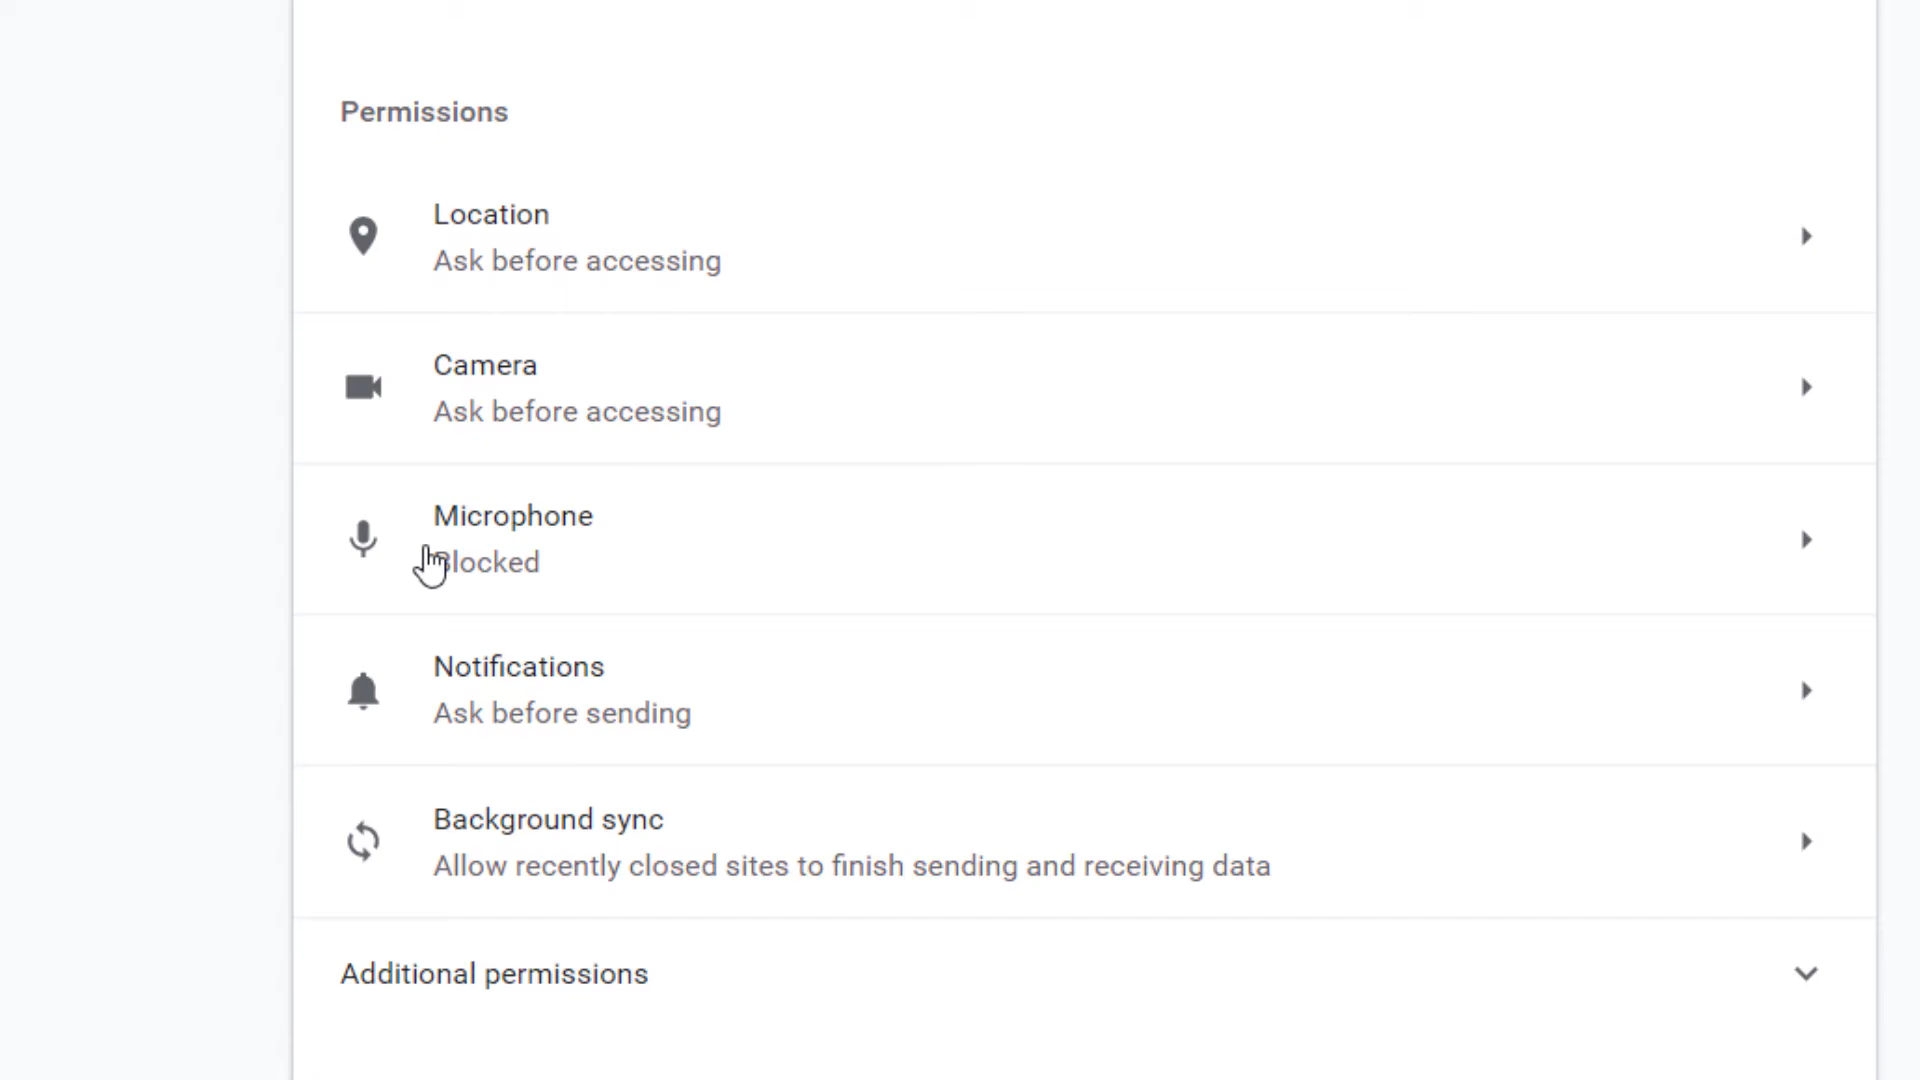 Permissions
Location
Ask before accessing
Camera
Ask before accessing
Microphone
Blocked
Notifications
Ask before sending
Background sync
Allow recently closed sites to finish sending and receiving data
Additional permissions